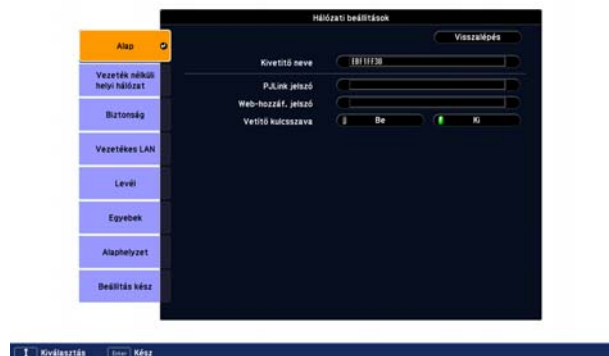 Hálózati beállítások
Alap
Visszalépés
Kivetítő neve EBF1FF38
Vezeték nélküli
helyi hálózat
PJLink jelszó
Web-hozzáf. jelszó
Biztonság
Vetítő kulcsszava Be Ki
Vezetékes LAN
Levél
Egyebek
Alaphelyzet
Beállítás kész
Kiválasztás Enter Kész